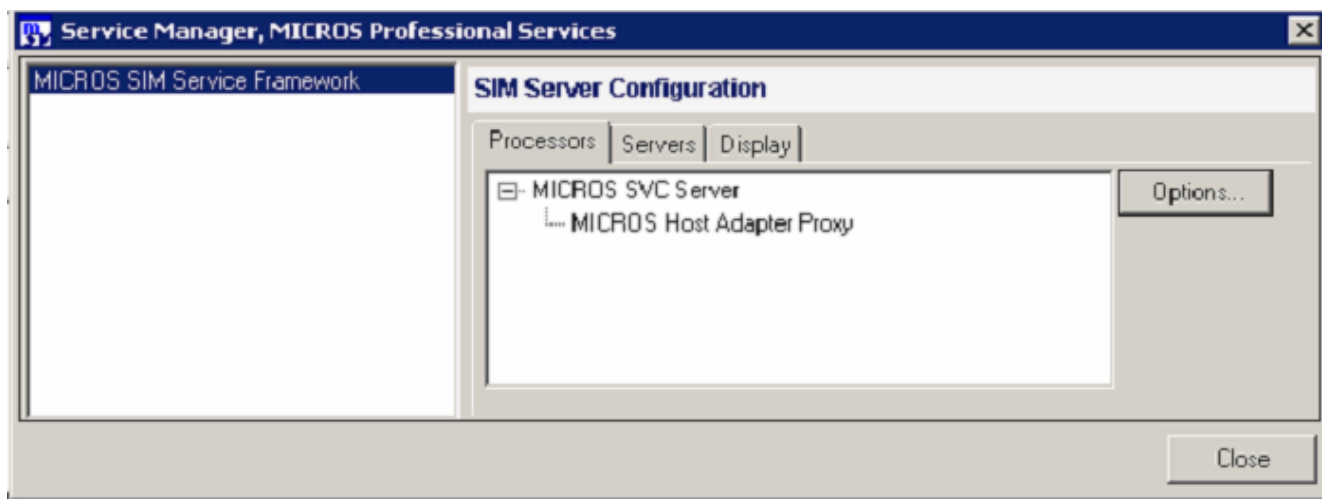 Service Manager, MICROS Professional Services
MICROS SIM Service Framework
SIM Server Configuration
Processors Servers Display
MICROS SVC Server
MICROS Host Adapter Proxy
Options...
Close